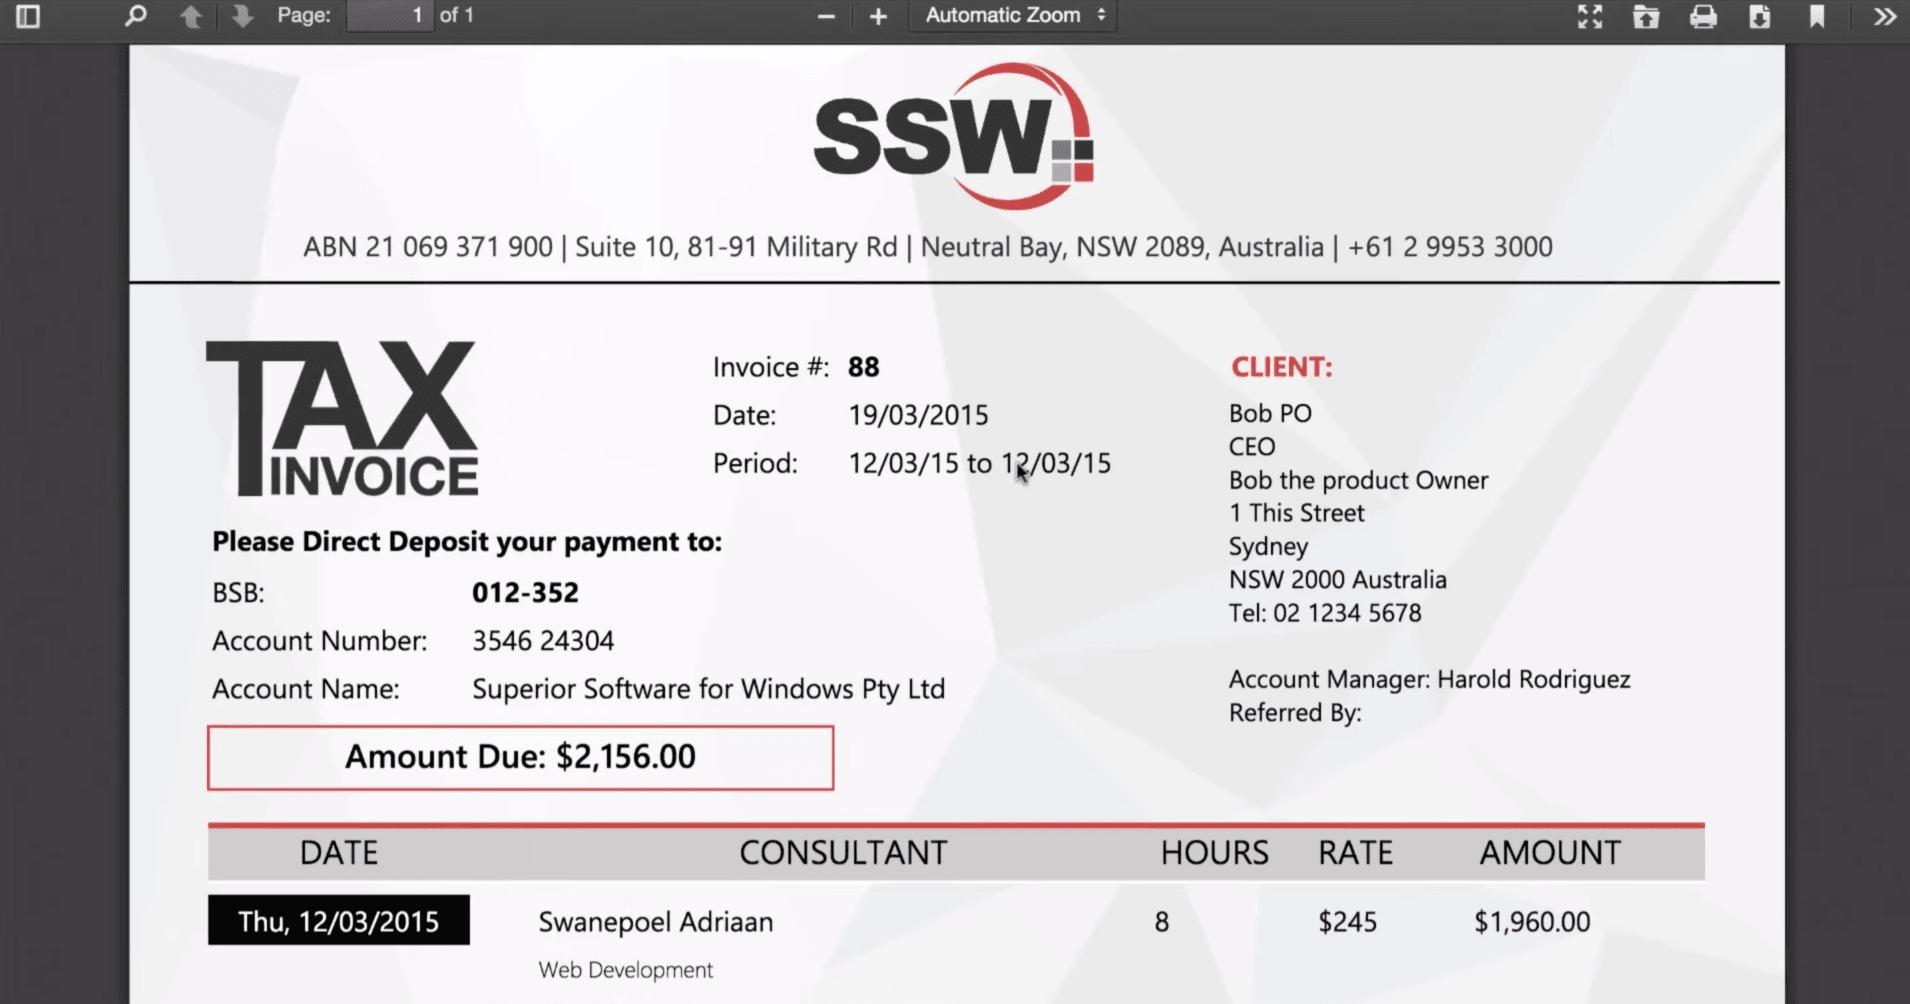 Page: 1 of 1 Automatic Zoom
SSW
ABN 21 069 371 900 | Suite 10, 81-91 Military Rd | Neutral Bay, NSW 2089, Australia | +61 2 9953 3000
TAX
INVOICE
Invoice #: 88
Date: 19/03/2015
Period: 12/03/15 to 12/03/15
CLIENT:
Bob PO
CEO
Bob the product Owner
1 This Street
Sydney
NSW 2000 Australia
Tel: 02 1234 5678
Account Manager: Harold Rodriguez
Referred By:
Please Direct Deposit your payment to:
BSB: 012-352
Account Number: 3546 24304
Account Name: Superior Software for Windows Pty Ltd
Amount Due: $2,156.00
DATE CONSULTANT HOURS RATE AMOUNT
Thu, 12/03/2015 Swanepoel Adriaan 8 $245 $1,960.00
Web Development